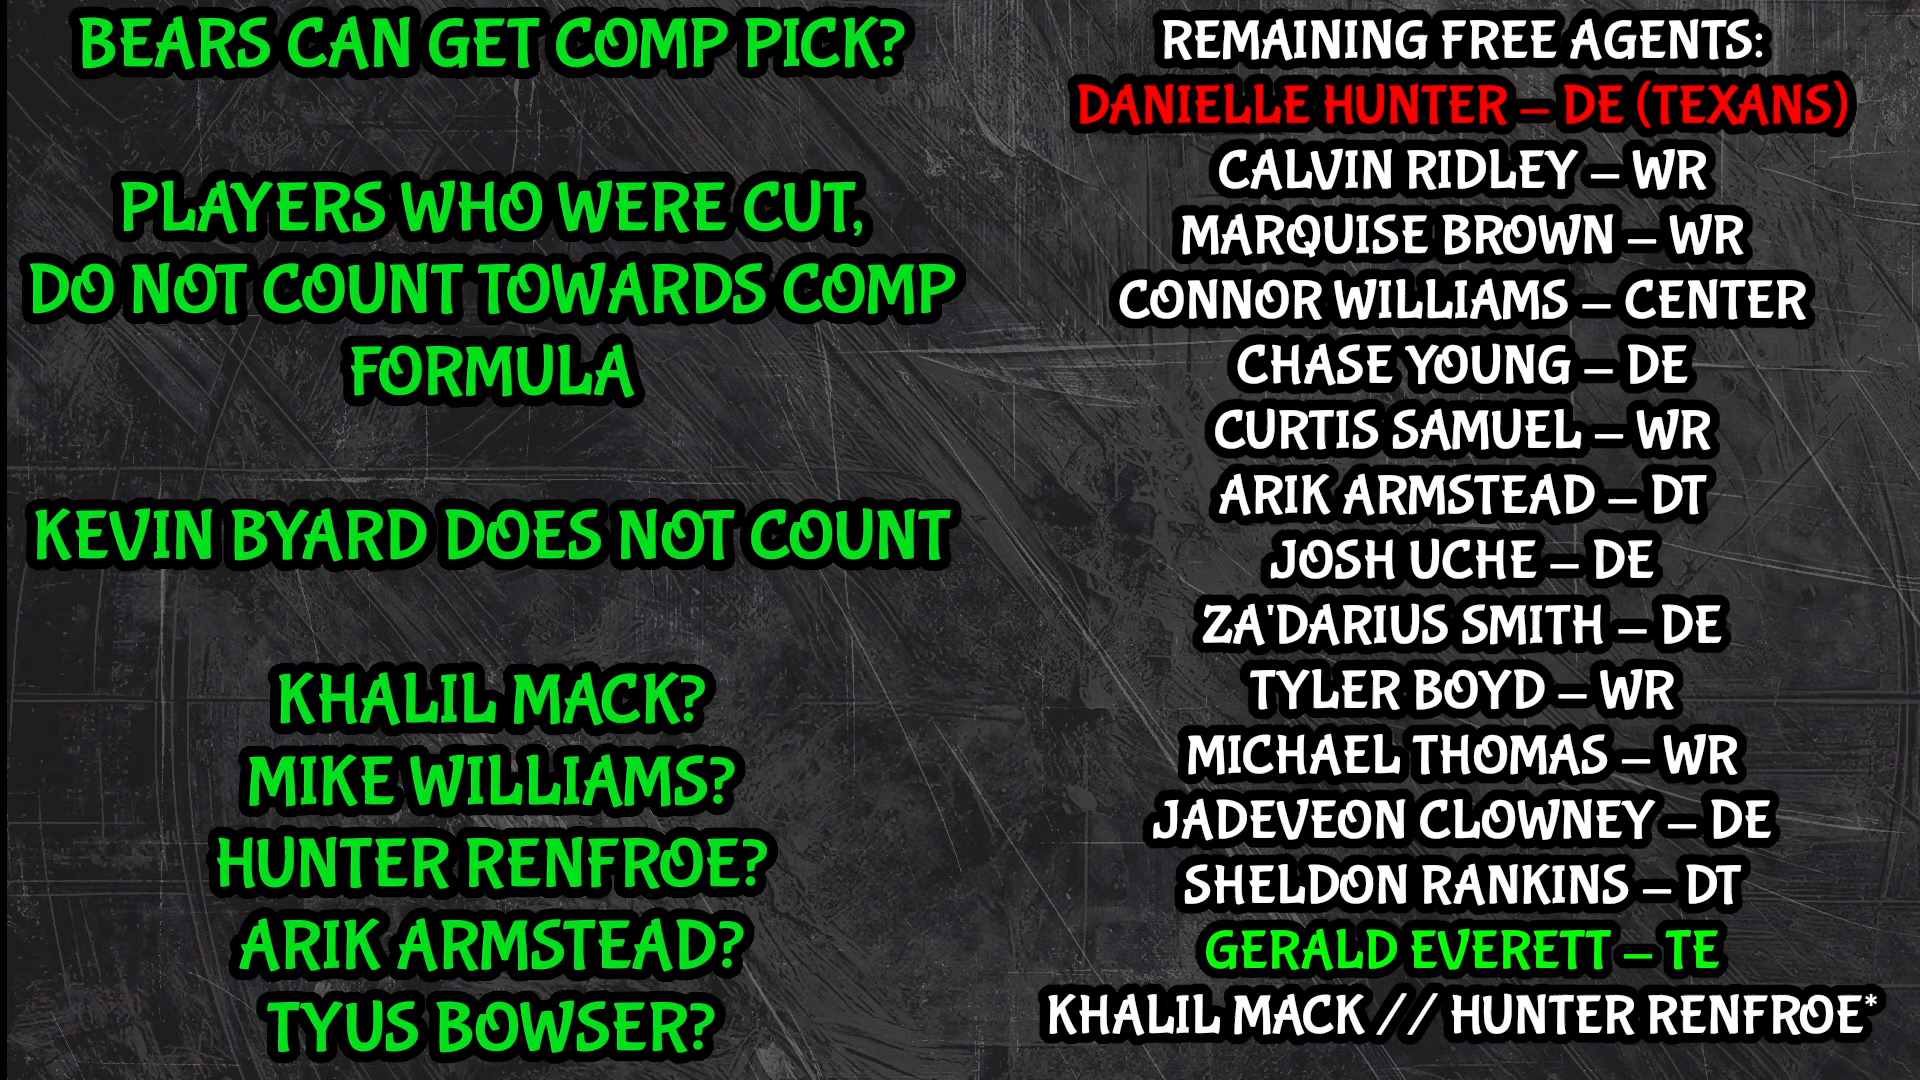 BEARS CAN GET COMP PICK?
PLAYERS WHO WERE CUT,
DO NOT COUNT TOWARDS COMP
FORMULA
KEVIN BYARD DOES NOT COUNT
KHALIL MACK?
MIKE WILLIAMS?
HUNTER RENFROE?
ARIK ARMSTEAD?
TYUS BOWSER?
REMAINING FREE AGENTS:
DANIELLE HUNTER – DE (TEXANS)
CALVIN RIDLEY – WR
MARQUISE BROWN – WR
CONNOR WILLIAMS – CENTER
CHASE YOUNG – DE
CURTIS SAMUEL – WR
ARIK ARMSTEAD – DT
JOSH UCHE – DE
ZA'DARIUS SMITH – DE
TYLER BOYD – WR
MICHAEL THOMAS – WR
JADEVEON CLOWNEY – DE
SHELDON RANKINS – DT
GERALD EVERETT – TE
KHALIL MACK // HUNTER RENFROE*